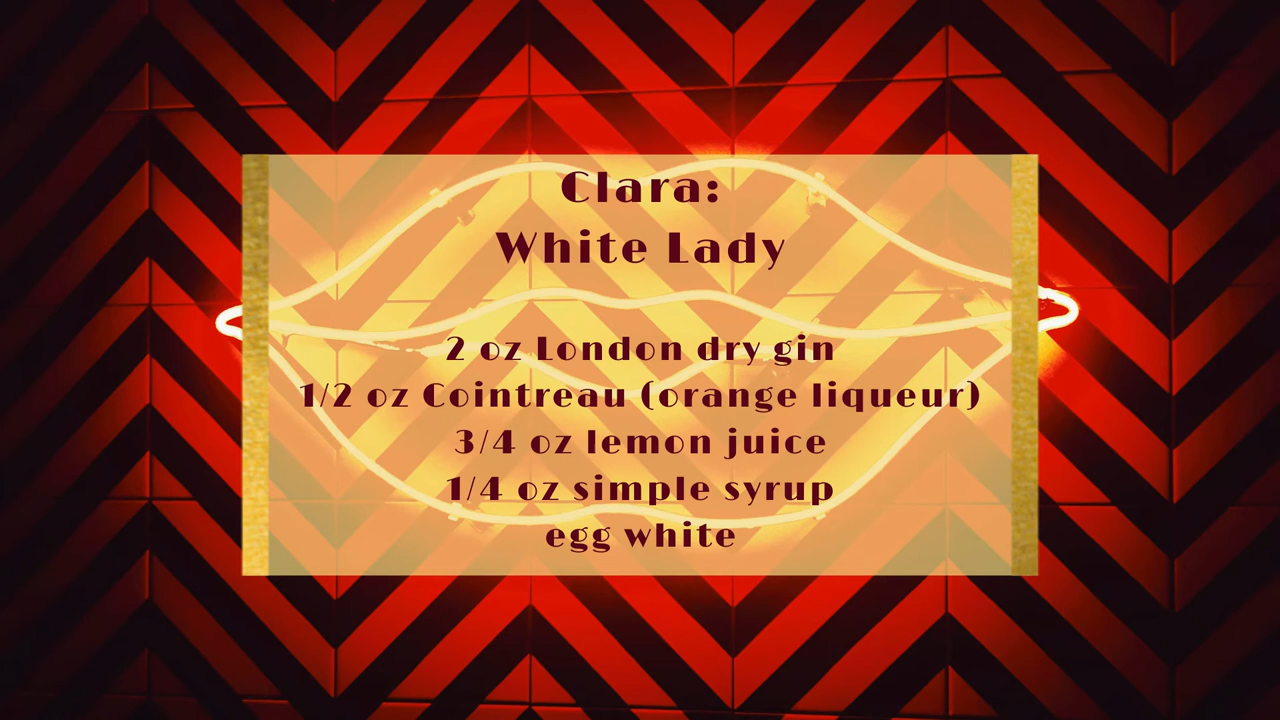 Clara:
White Lady
2 oz London dry gin
1/2 oz Cointreau (orange liqueur)
3/4 oz lemon juice
1/4 oz simple syrup
egg white